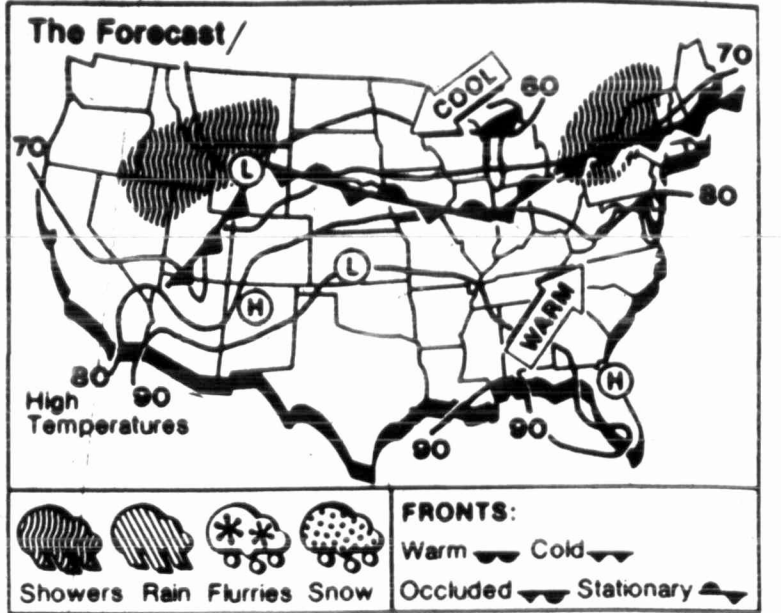 The Forecast/
COOL
60
70
70
L
80
L
H
WARM
H
80
90
High
Temperatures
90
90
Showers Rain Flurries Snow
FRONTS:
Warm Cold
Occluded Stationary